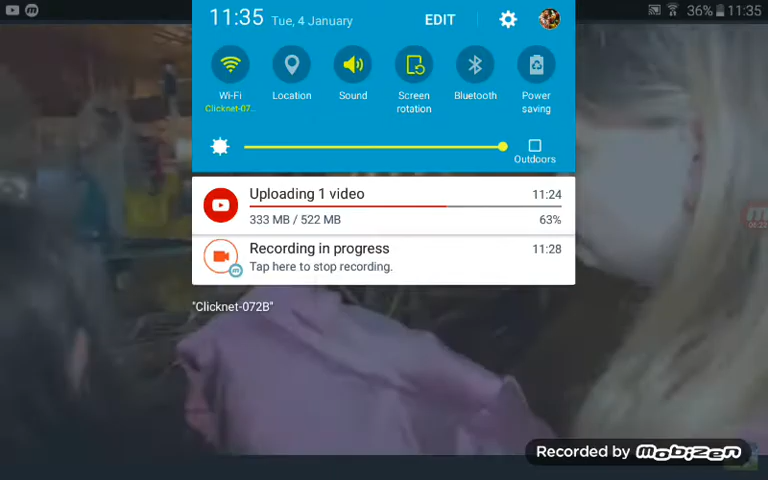 36% 11:35
11:35 Tue, 4 January EDIT
Wi-Fi Location Sound Screen rotation Bluetooth Power saving
Clicknet-07..
Outdoors
Uploading 1 video 11:24
333 MB / 522 MB 63%
Recording in progress 11:28
Tap here to stop recording.
"Clicknet-072B"
Recorded by mobizen